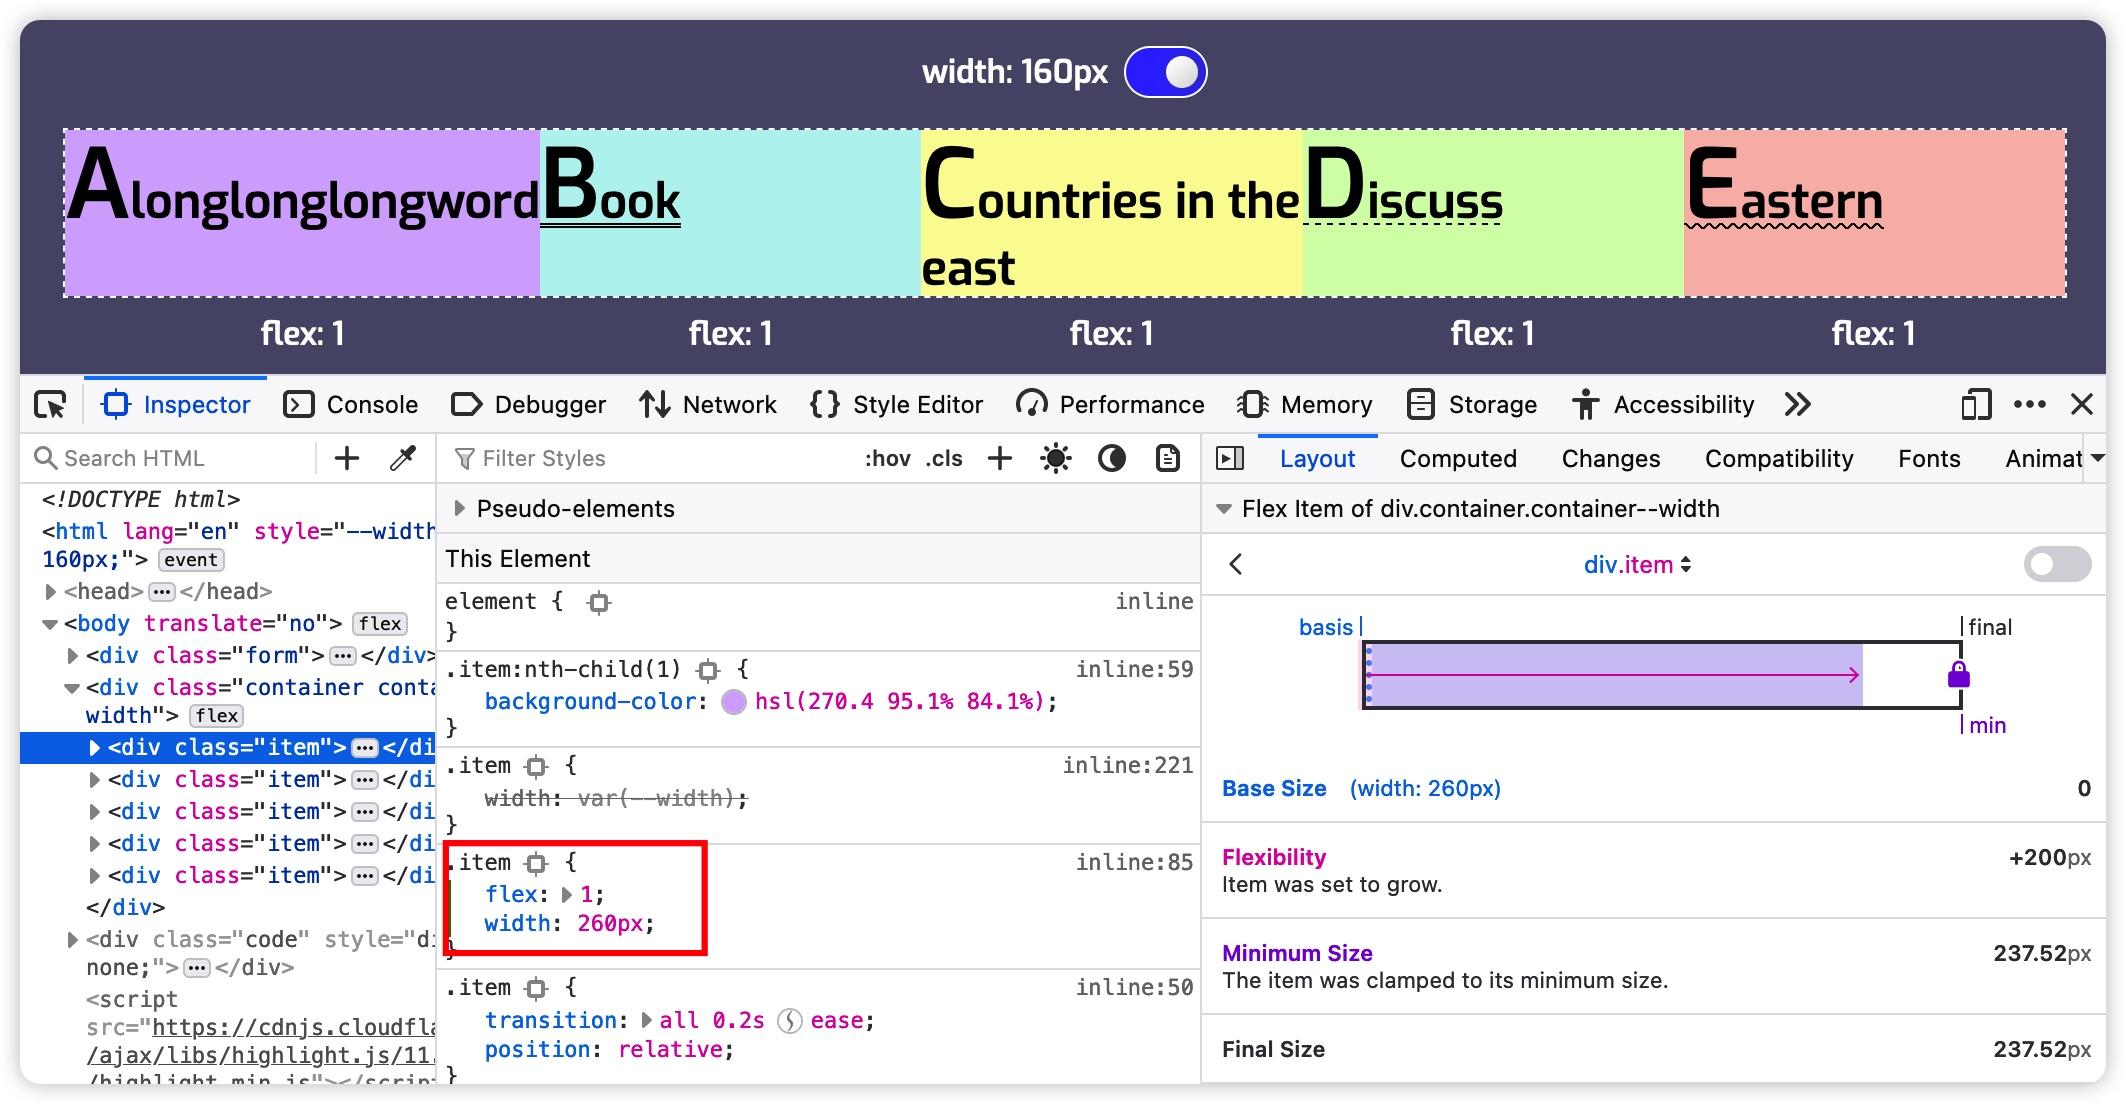 width: 160px
Alonglonglongword
Book
Countries in the
east
Discuss
Eastern
flex: 1
flex: 1
flex: 1
flex: 1
flex: 1
Inspector Console Debugger Network Style Editor Performance Memory Storage Accessibility
Search HTML
<!DOCTYPE html>
<html lang="en" style="--width
160px;"> event
<head> </head>
<body translate="no"> flex
<div class="form"> </div>
<div class="container conta
width"> flex
<div class="item"> </di
<div class="item"> </di
<div class="item"> </di
<div class="item"> </di
<div class="item"> </di
</div>
<div class="code" style="di
none;"> </div>
<script
src="https://cdnjs.cloudfla
/ajax/libs/highlight.js/11.
/highlight.min.js"></script
Filter Styles :hov .cls
Pseudo-elements
This Element
element { inline
}
.item:nth-child(1) { inline:59
background-color: hsl(270.4 95.1% 84.1%);
}
.item { inline:221
width: var(--width);
}
.item { inline:85
flex: 1;
width: 260px;
}
.item { inline:50
transition: all 0.2s ease;
position: relative;
}
Layout Computed Changes Compatibility Fonts Animat
Flex Item of div.container.container--width
div.item
basis
final
min
Base Size (width: 260px) 0
Flexibility +200px
Item was set to grow.
Minimum Size 237.52px
The item was clamped to its minimum size.
Final Size 237.52px